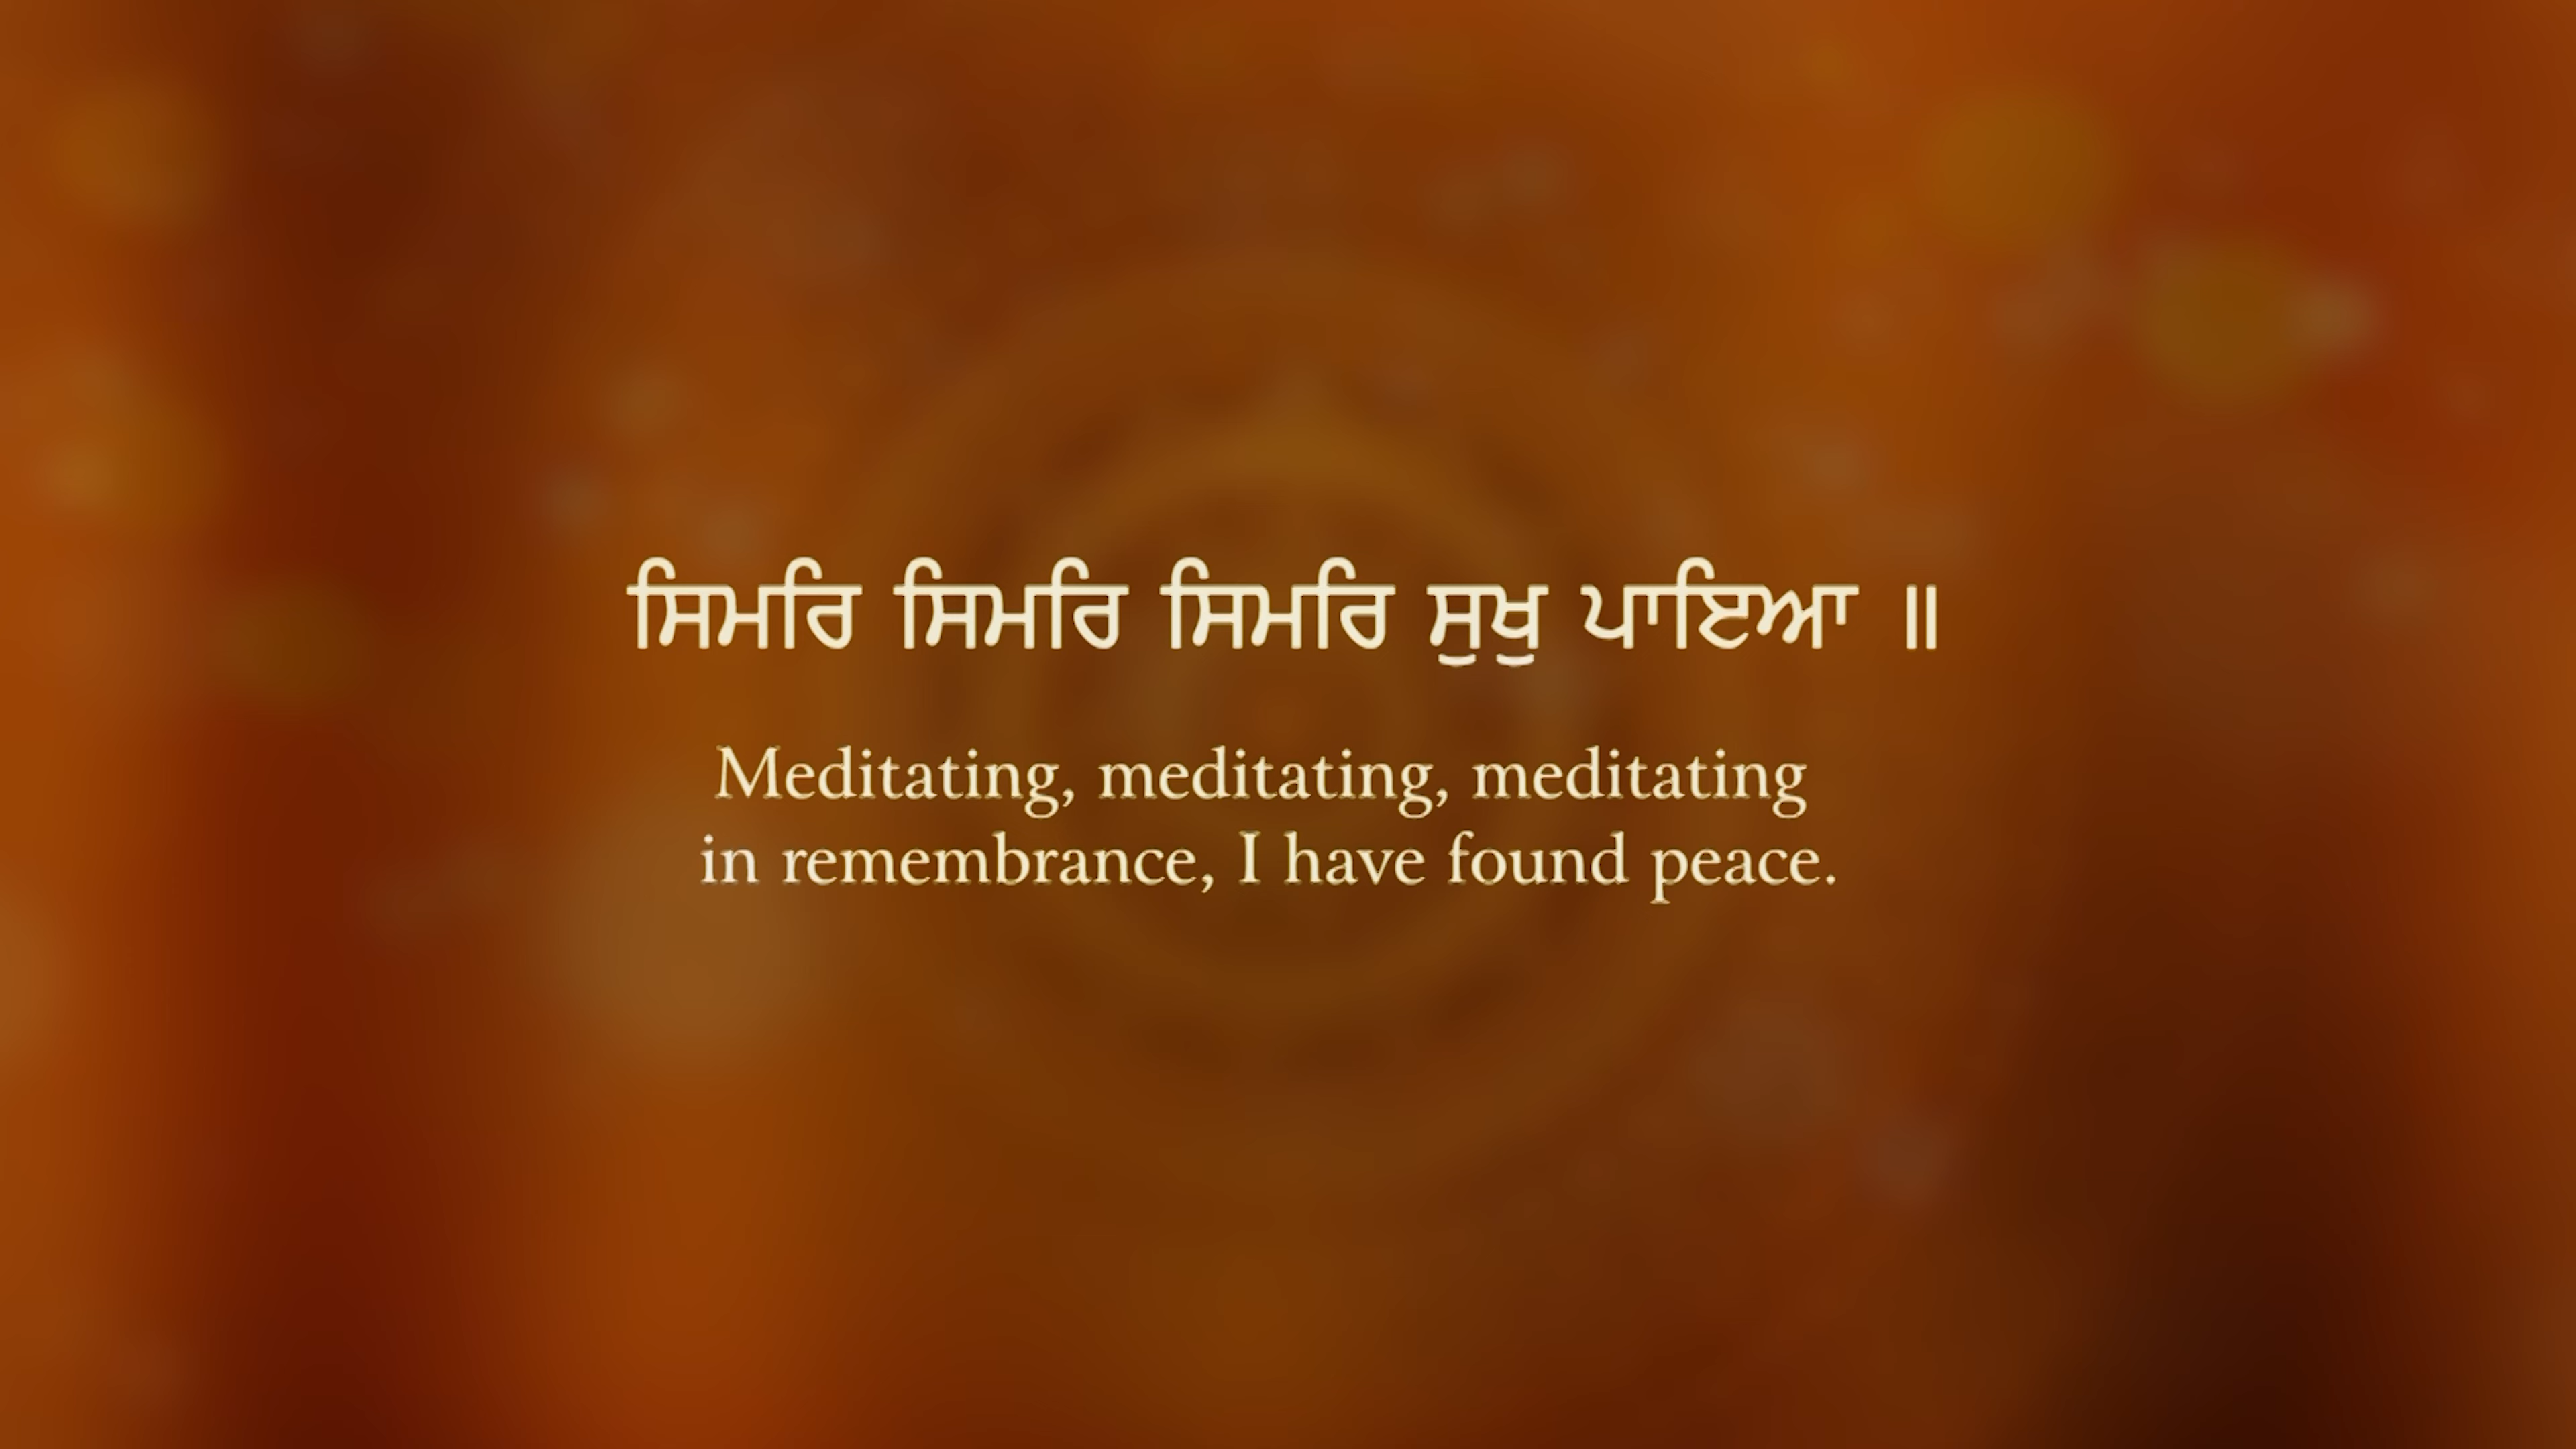 ਸਿਮਰਿ ਸਿਮਰਿ ਸਿਮਰਿ ਸੁਖੁ ਪਾਇਆ ॥
Meditating, meditating, meditating
in remembrance, I have found peace.